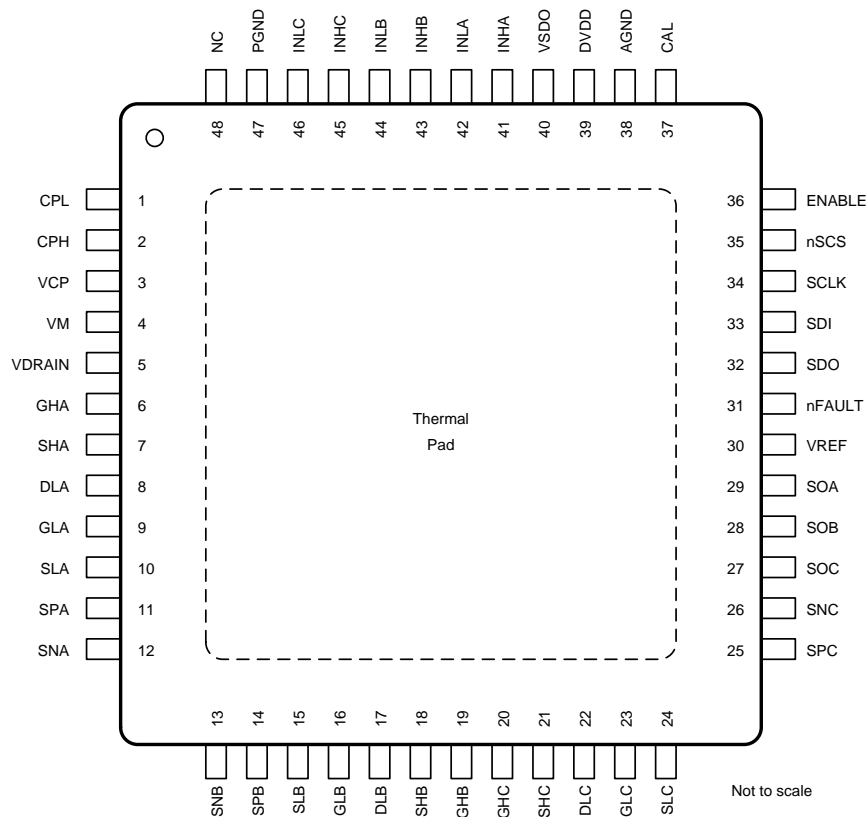 NC PGND INLC INHC INLB INHB INLA INHA VSDO DVDD AGND CAL
48 47 46 45 44 43 42 41 40 39 38 37
CPL 1 36 ENABLE
CPH 2 35 nSCS
VCP 3 34 SCLK
VM 4 33 SDI
VDRAIN 5 32 SDO
GHA 6 31 nFAULT
Thermal
SHA 7 30 VREF
Pad
DLA 8 29 SOA
GLA 9 28 SOB
SLA 10 27 SOC
SPA 11 26 SNC
SNA 12 25 SPC
13 14 15 16 17 18 19 20 21 22 23 24
SNB SPB SLB GLB DLB SHB GHB GHC SHC DLC GLC SLC
Not to scale